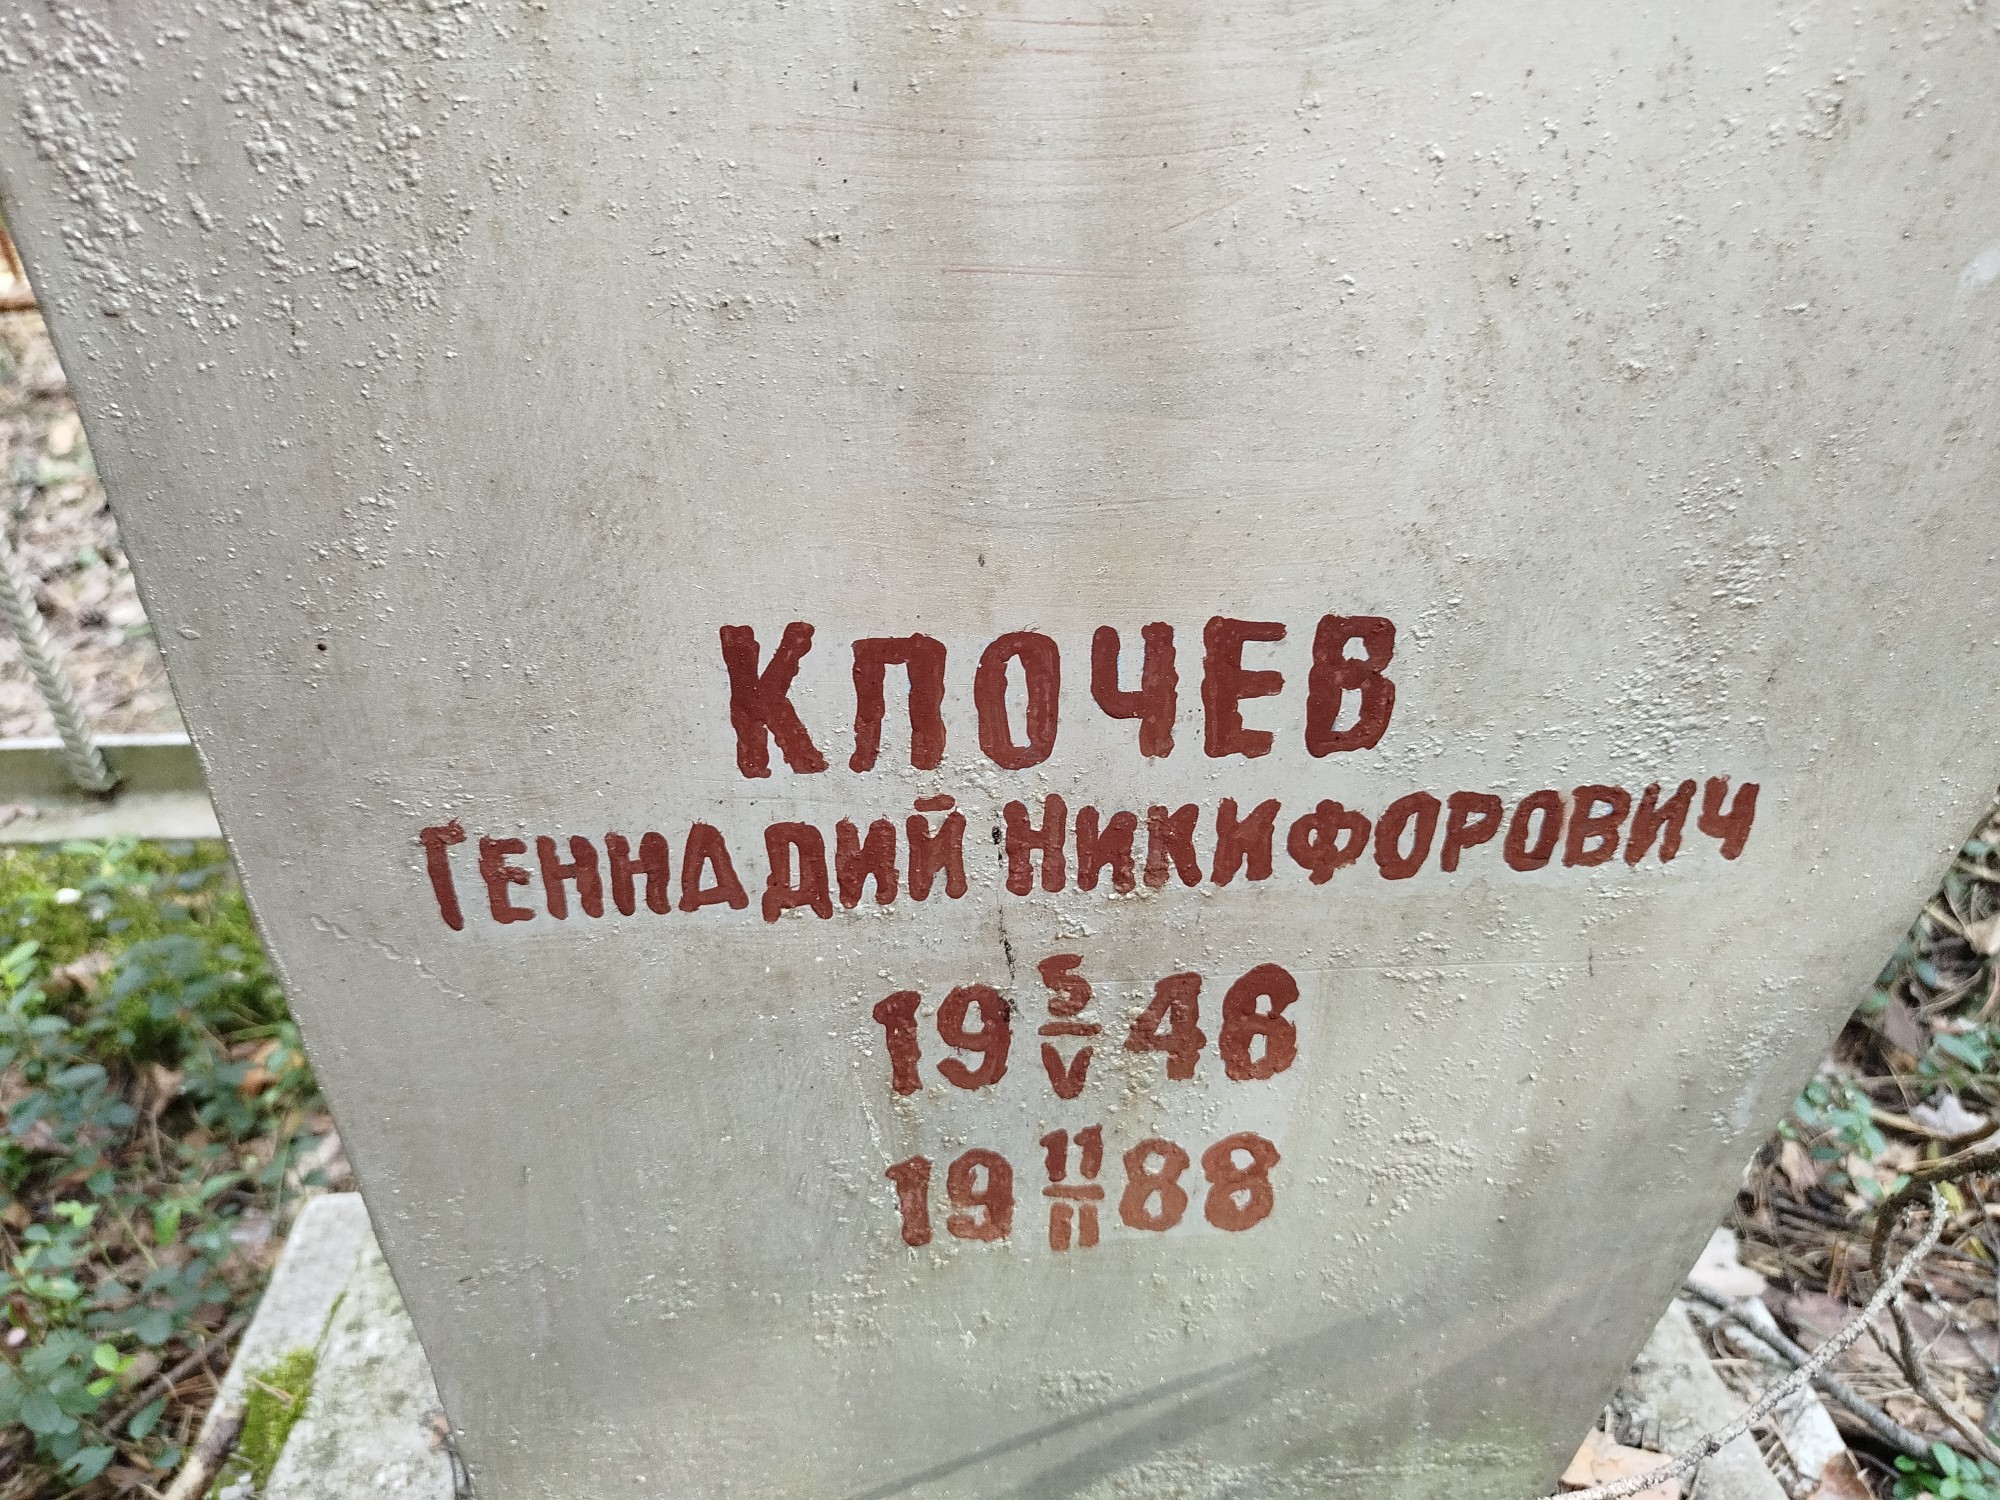 КЛОЧЕВ
ГЕННАДИЙ НИКИФОРОВИЧ
19 5/V 46
19 11/II 88